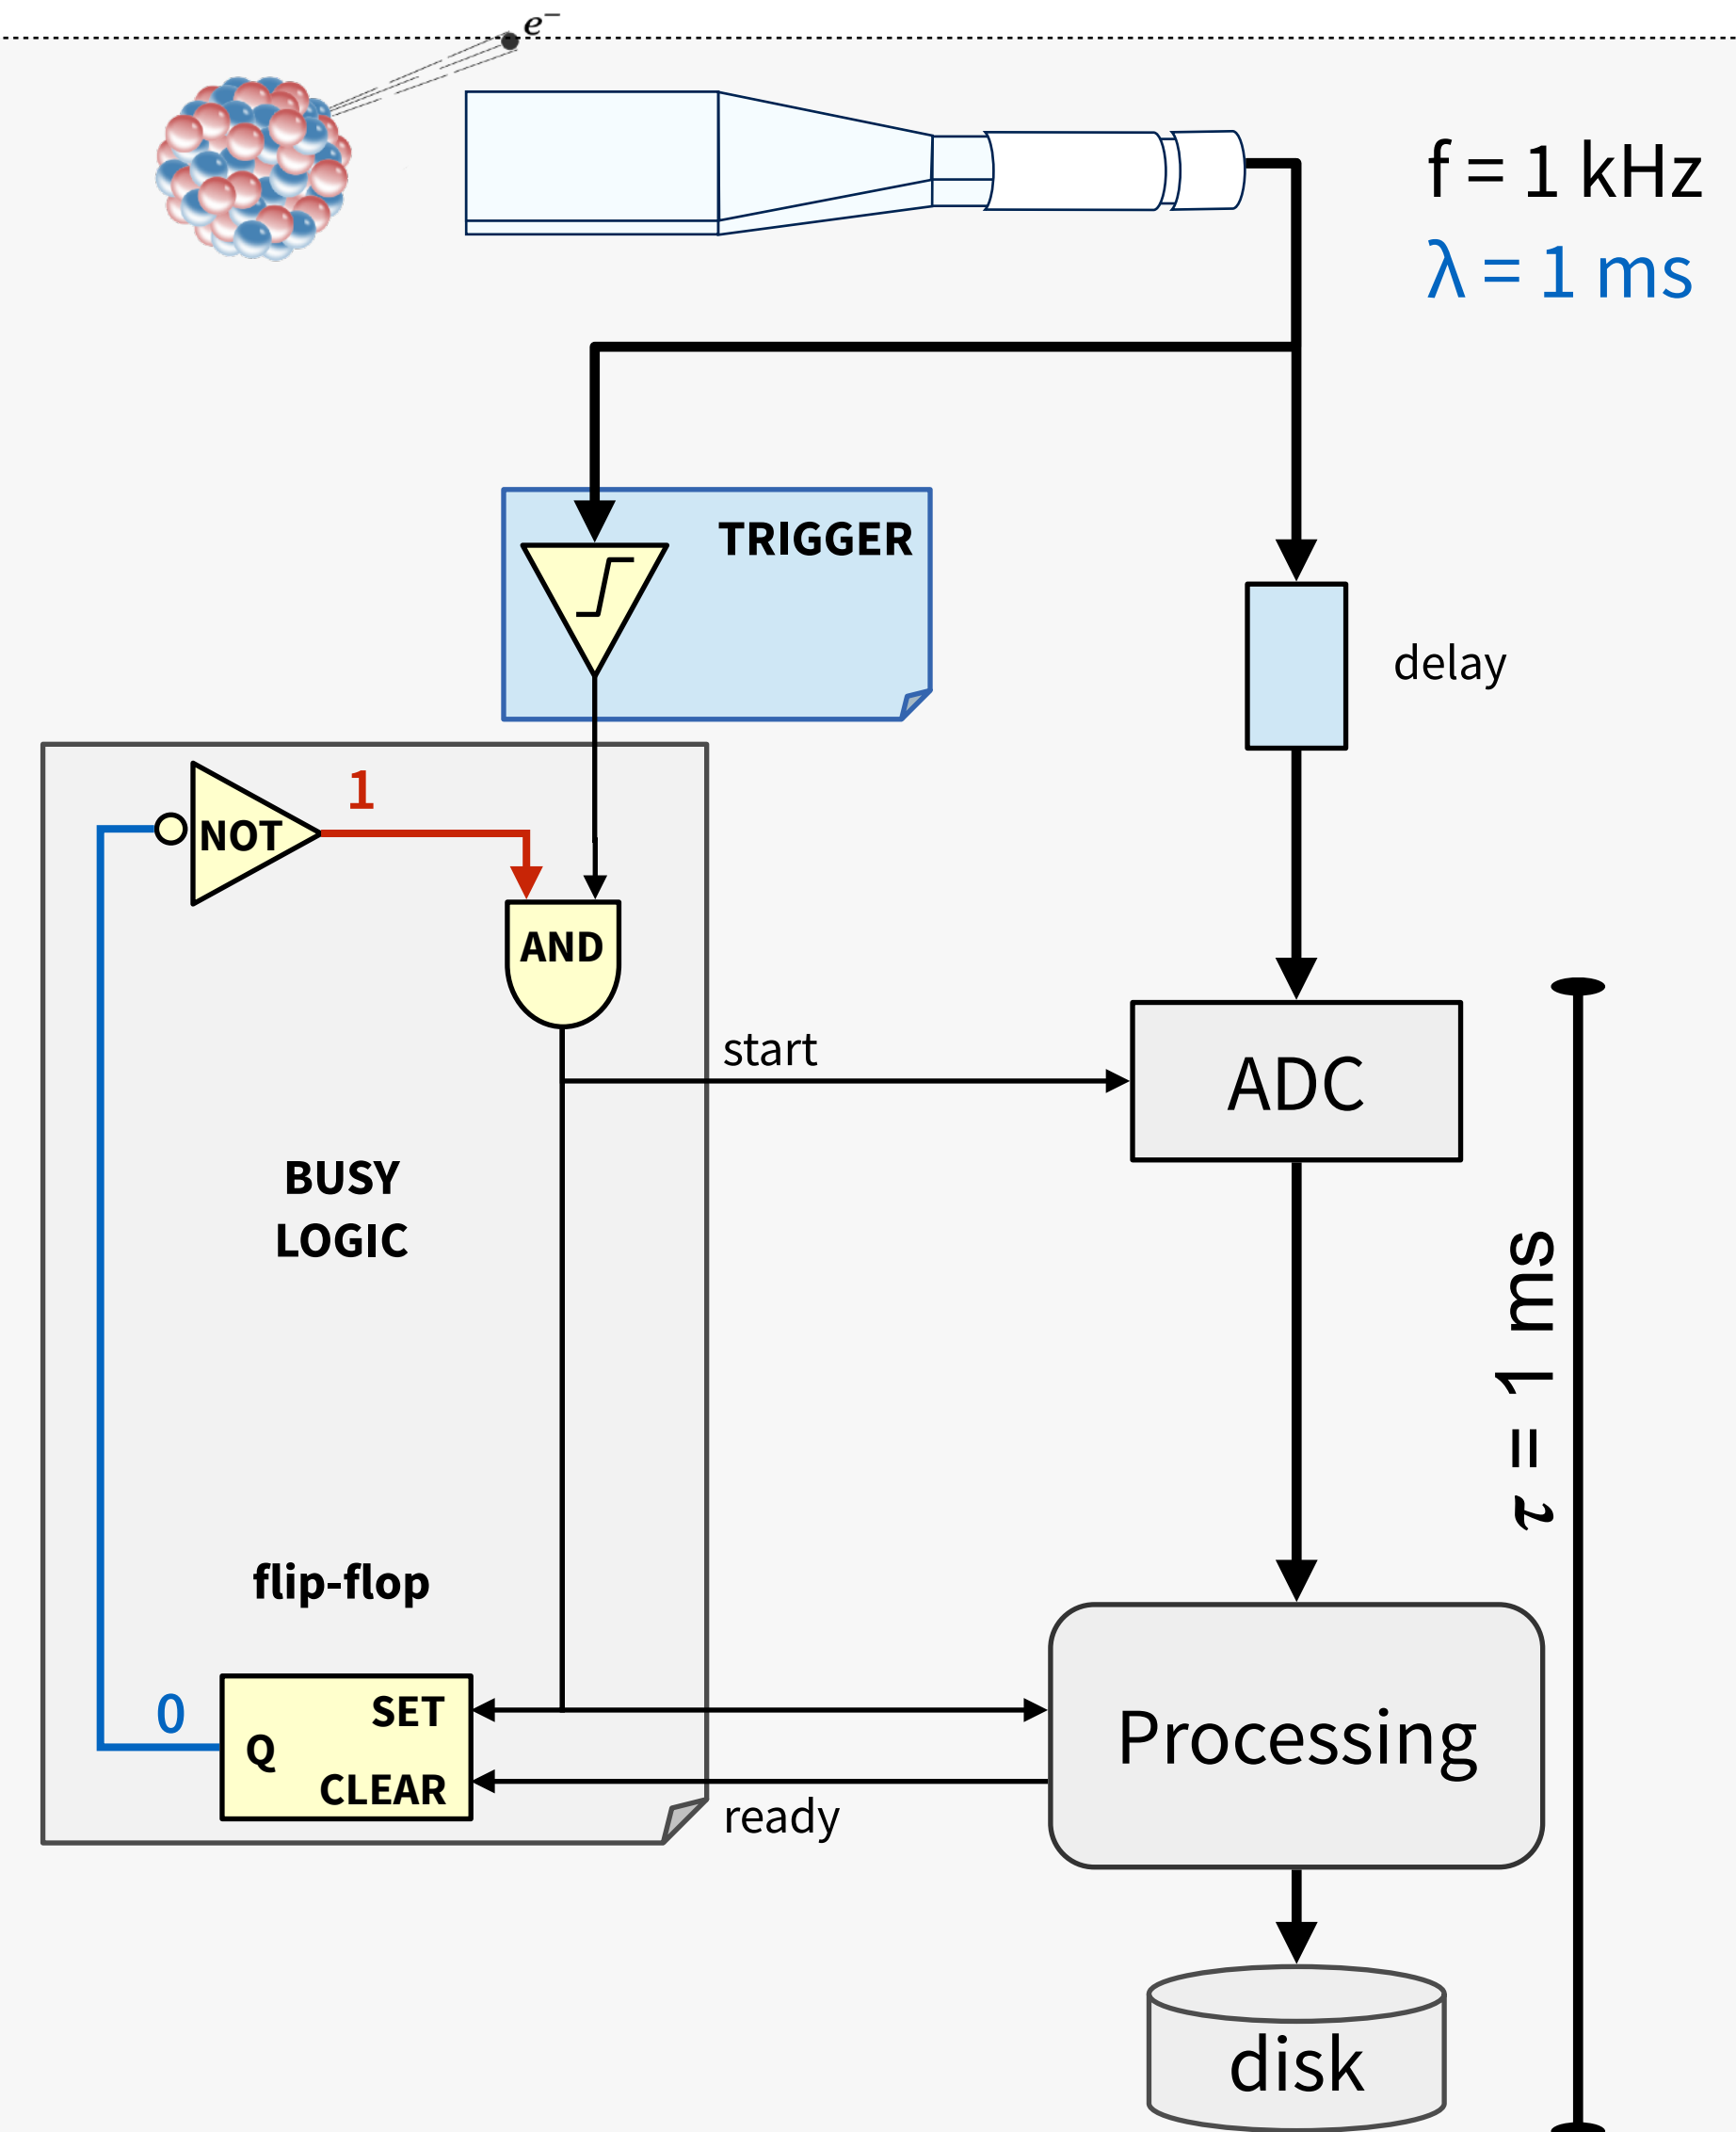 e⁻
f = 1 kHz
λ = 1 ms
TRIGGER
delay
1
NOT
AND
start
ADC
BUSY
LOGIC
τ = 1 ms
flip-flop
0
SET
Q
CLEAR
Processing
ready
disk